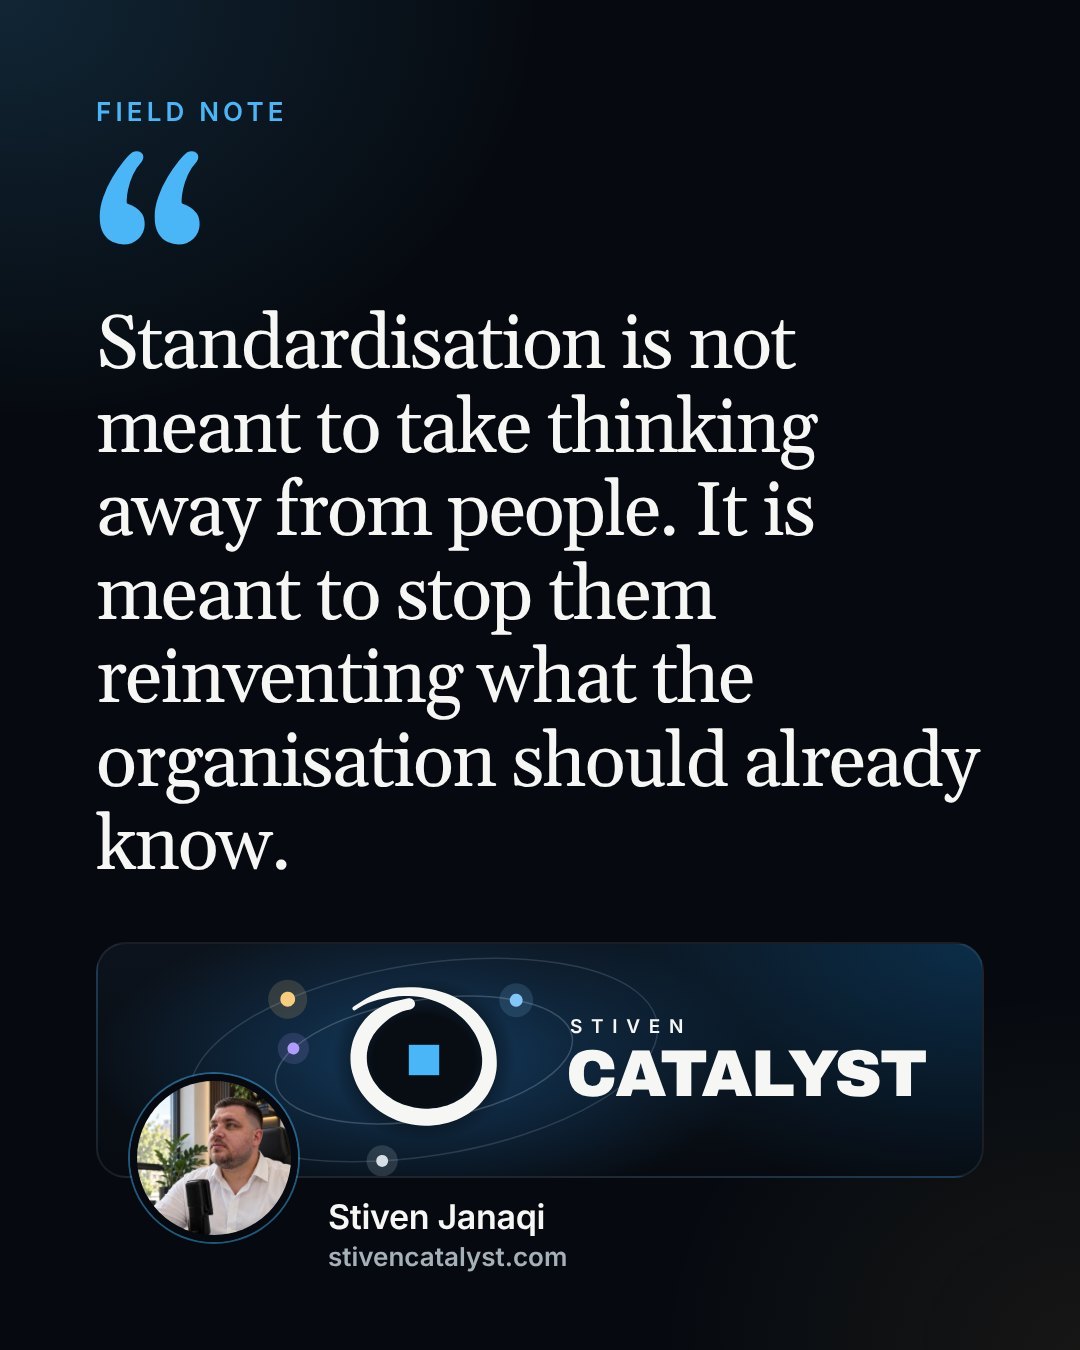 FIELD NOTE
“
Standardisation is not
meant to take thinking
away from people. It is
meant to stop them
reinventing what the
organisation should already
know.
STIVEN
CATALYST
Stiven Janaqi
stivencatalyst.com